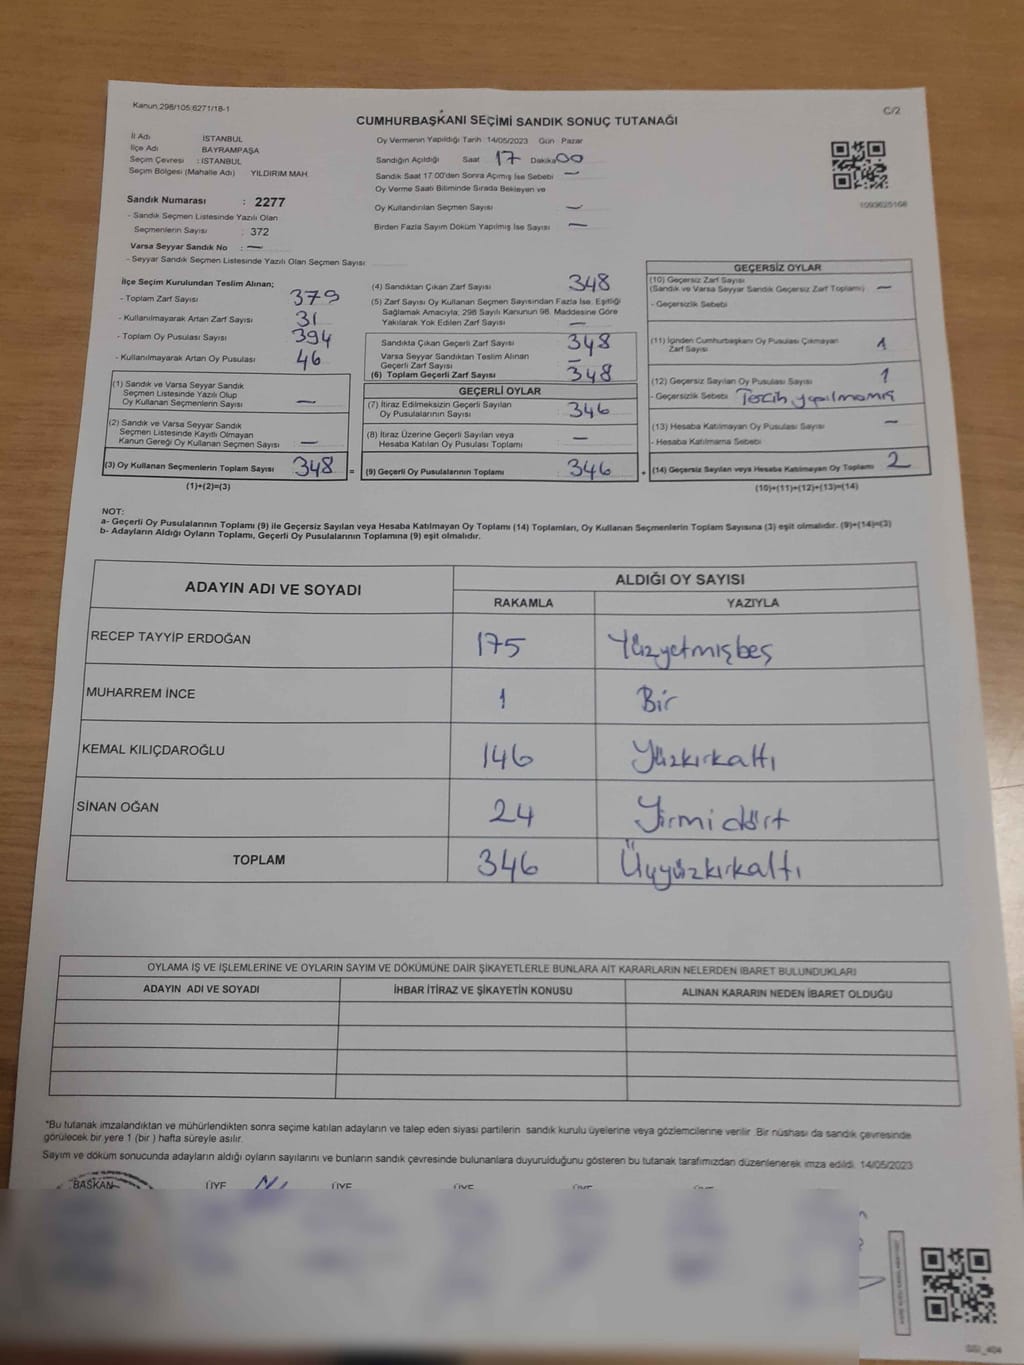 Kanun,298/105,6271/18-1
C/2
CUMHURBAŞKANI SEÇİMİ SANDIK SONUÇ TUTANAĞI
İl Adı İSTANBUL
İlçe Adı BAYRAMPAŞA
Seçim Çevresi : İSTANBUL
Seçim Bölgesi (Mahalle Adı) YILDIRIM MAH.
Sandık Numarası : 2277
- Sandık Seçmen Listesinde Yazılı Olan
Seçmenlerin Sayısı : 372
Varsa Seyyar Sandık No : —
- Seyyar Sandık Seçmen Listesinde Yazılı Olan Seçmen Sayısı
Oy Vermenin Yapıldığı Tarih : 14/05/2023 Gün Pazar
Sandığın Açıldığı Saat 17 Dakika 00
Sandık Saat 17:00'den Sonra Açımış İse Sebebi —
Oy Verme Saati Bitiminde Sırada Bekleyen ve
Oy Kullandırılan Seçmen Sayısı —
Birden Fazla Sayım Döküm Yapılmış İse Sayısı —
1093625168
İlçe Seçim Kurulundan Teslim Alınan;
- Toplam Zarf Sayısı 379
- Kullanılmayarak Artan Zarf Sayısı 31
- Toplam Oy Pusulası Sayısı 394
- Kullanılmayarak Artan Oy Pusulası 46
(1) Sandık ve Varsa Seyyar Sandık
Seçmen Listesinde Yazılı Olup
Oy Kullanan Seçmenlerin Sayısı —
(2) Sandık ve Varsa Seyyar Sandık
Seçmen Listesinde Kayıtlı Olmayan
Kanun Gereği Oy Kullanan Seçmen Sayısı —
(3) Oy Kullanan Seçmenlerin Toplam Sayısı 348 =
(1)+(2)=(3)
(4) Sandıktan Çıkan Zarf Sayısı 348
(5) Zarf Sayısı Oy Kullanan Seçmen Sayısından Fazla İse, Eşitliği
Sağlamak Amacıyla; 298 Sayılı Kanunun 98. Maddesine Göre
Yakılarak Yok Edilen Zarf Sayısı —
Sandıkta Çıkan Geçerli Zarf Sayısı 348
Varsa Seyyar Sandıktan Teslim Alınan
Geçerli Zarf Sayısı —
(6) Toplam Geçerli Zarf Sayısı 348
GEÇERLİ OYLAR
(7) İtiraz Edilmeksizin Geçerli Sayılan
Oy Pusulalarının Sayısı 346
(8) İtiraz Üzerine Geçerli Sayılan veya
Hesaba Katılan Oy Pusulası Toplamı —
(9) Geçerli Oy Pusulalarının Toplamı 346 +
GEÇERSİZ OYLAR
(10) Geçersiz Zarf Sayısı
(Sandık ve Varsa Seyyar Sandık Geçersiz Zarf Toplamı) —
- Geçersizlik Sebebi
(11) İçinden Cumhurbaşkanı Oy Pusulası Çıkmayan
Zarf Sayısı 1
(12) Geçersiz Sayılan Oy Pusulası Sayısı 1
- Geçersizlik Sebebi Tercih yapılmamış
(13) Hesaba Katılmayan Oy Pusulası Sayısı —
- Hesaba Katılmama Sebebi
(14) Geçersiz Sayılan veya Hesaba Katılmayan Oy Toplamı 2
(10)+(11)+(12)+(13)=(14)
NOT:
a- Geçerli Oy Pusulalarının Toplamı (9) ile Geçersiz Sayılan veya Hesaba Katılmayan Oy Toplamı (14) Toplamları, Oy Kullanan Seçmenlerin Toplam Sayısına (3) eşit olmalıdır. (9)+(14)=(3)
b- Adayların Aldığı Oyların Toplamı, Geçerli Oy Pusulalarının Toplamına (9) eşit olmalıdır.
ADAYIN ADI VE SOYADI ALDIĞI OY SAYISI
RAKAMLA YAZIYLA
RECEP TAYYİP ERDOĞAN 175 Yüzyetmişbeş
MUHARREM İNCE 1 Bir
KEMAL KILIÇDAROĞLU 146 Yüzkırkaltı
SİNAN OĞAN 24 Yirmidört
TOPLAM 346 Üçyüzkırkaltı
OYLAMA İŞ VE İŞLEMLERİNE VE OYLARIN SAYIM VE DÖKÜMÜNE DAİR ŞİKAYETLERLE BUNLARA AİT KARARLARIN NELERDEN İBARET BULUNDUKLARI
ADAYIN ADI VE SOYADI İHBAR İTİRAZ VE ŞİKAYETİN KONUSU ALINAN KARARIN NEDEN İBARET OLDUĞU
*Bu tutanak imzalandıktan ve mühürlendikten sonra seçime katılan adayların ve talep eden siyasi partilerin sandık kurulu üyelerine veya gözlemcilerine verilir. Bir nüshası da sandık çevresinde
görülecek bir yere 1 (bir ) hafta süreyle asılır.
Sayım ve döküm sonucunda adayların aldığı oyların sayılarını ve bunların sandık çevresinde bulunanlara duyurulduğunu gösteren bu tutanak tarafımızdan düzenlenerek imza edildi. 14/05/2023
BAŞKAN ÜYE ÜYE ÜYE